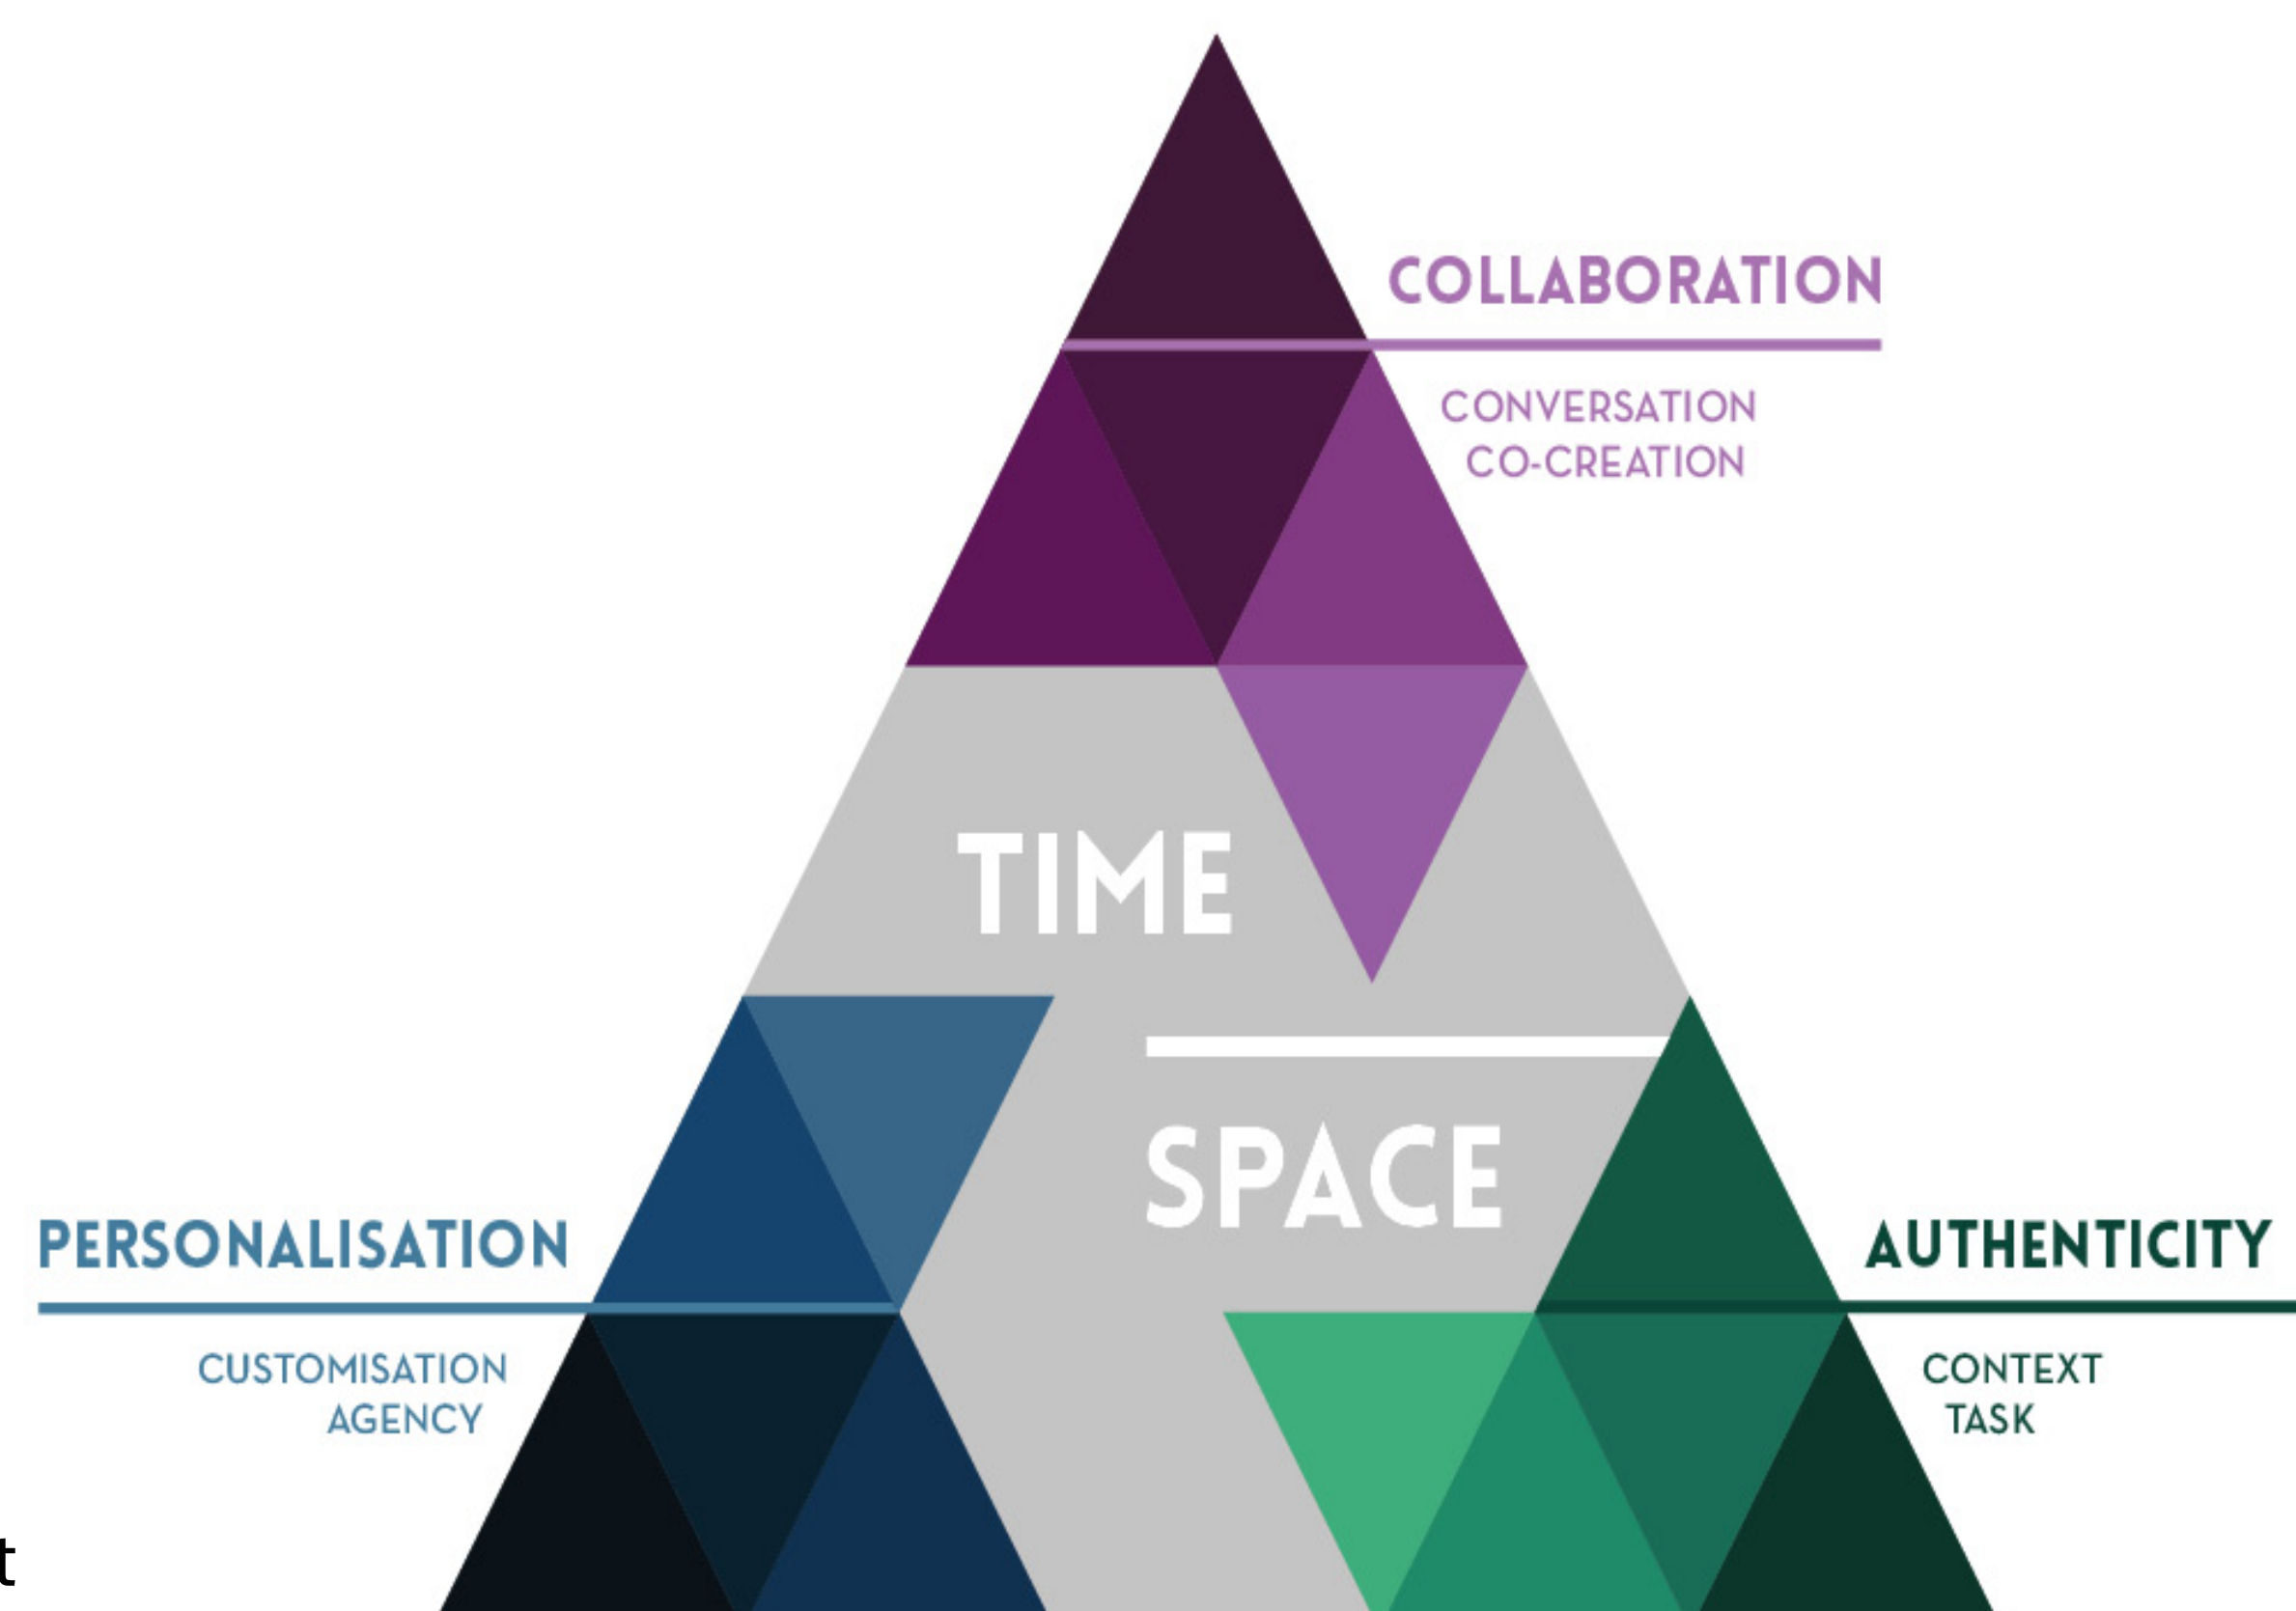 COLLABORATION
CONVERSATION
CO-CREATION
TIME
SPACE
PERSONALISATION
CUSTOMISATION
AGENCY
AUTHENTICITY
CONTEXT
TASK
t